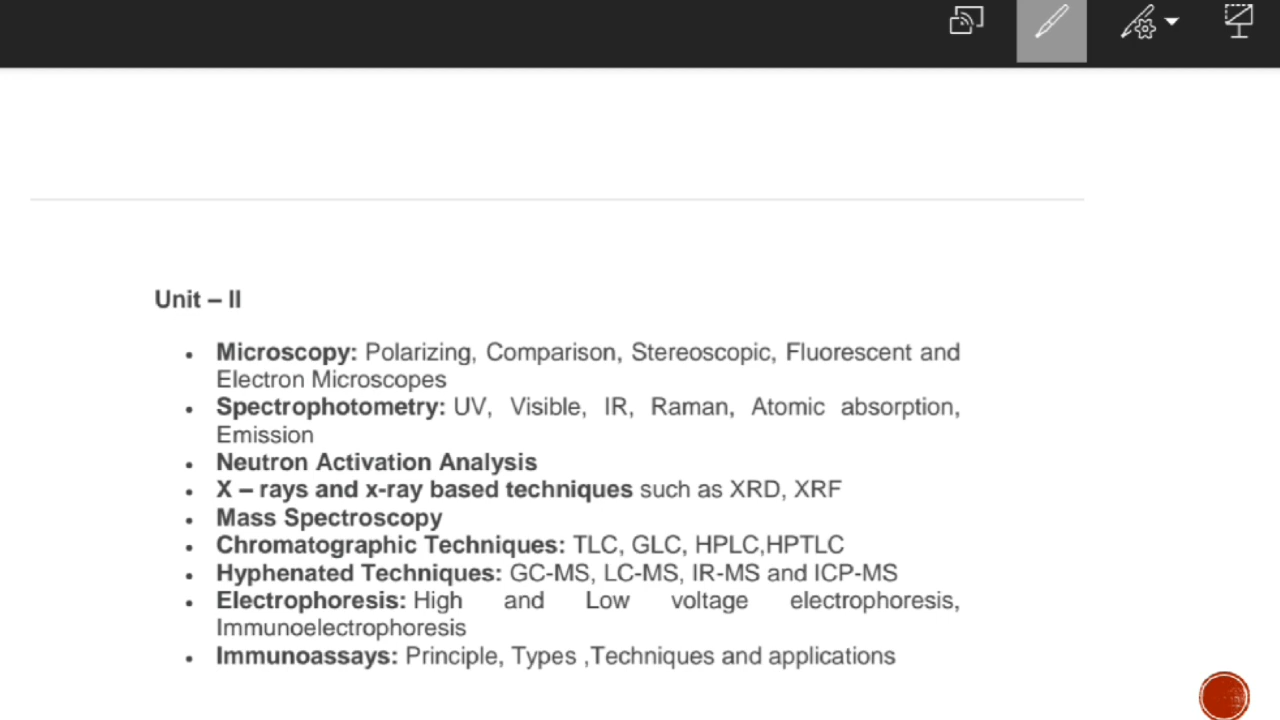 Unit – II
• Microscopy: Polarizing, Comparison, Stereoscopic, Fluorescent and
Electron Microscopes
• Spectrophotometry: UV, Visible, IR, Raman, Atomic absorption,
Emission
• Neutron Activation Analysis
• X – rays and x-ray based techniques such as XRD, XRF
• Mass Spectroscopy
• Chromatographic Techniques: TLC, GLC, HPLC,HPTLC
• Hyphenated Techniques: GC-MS, LC-MS, IR-MS and ICP-MS
• Electrophoresis: High and Low voltage electrophoresis,
Immunoelectrophoresis
• Immunoassays: Principle, Types ,Techniques and applications